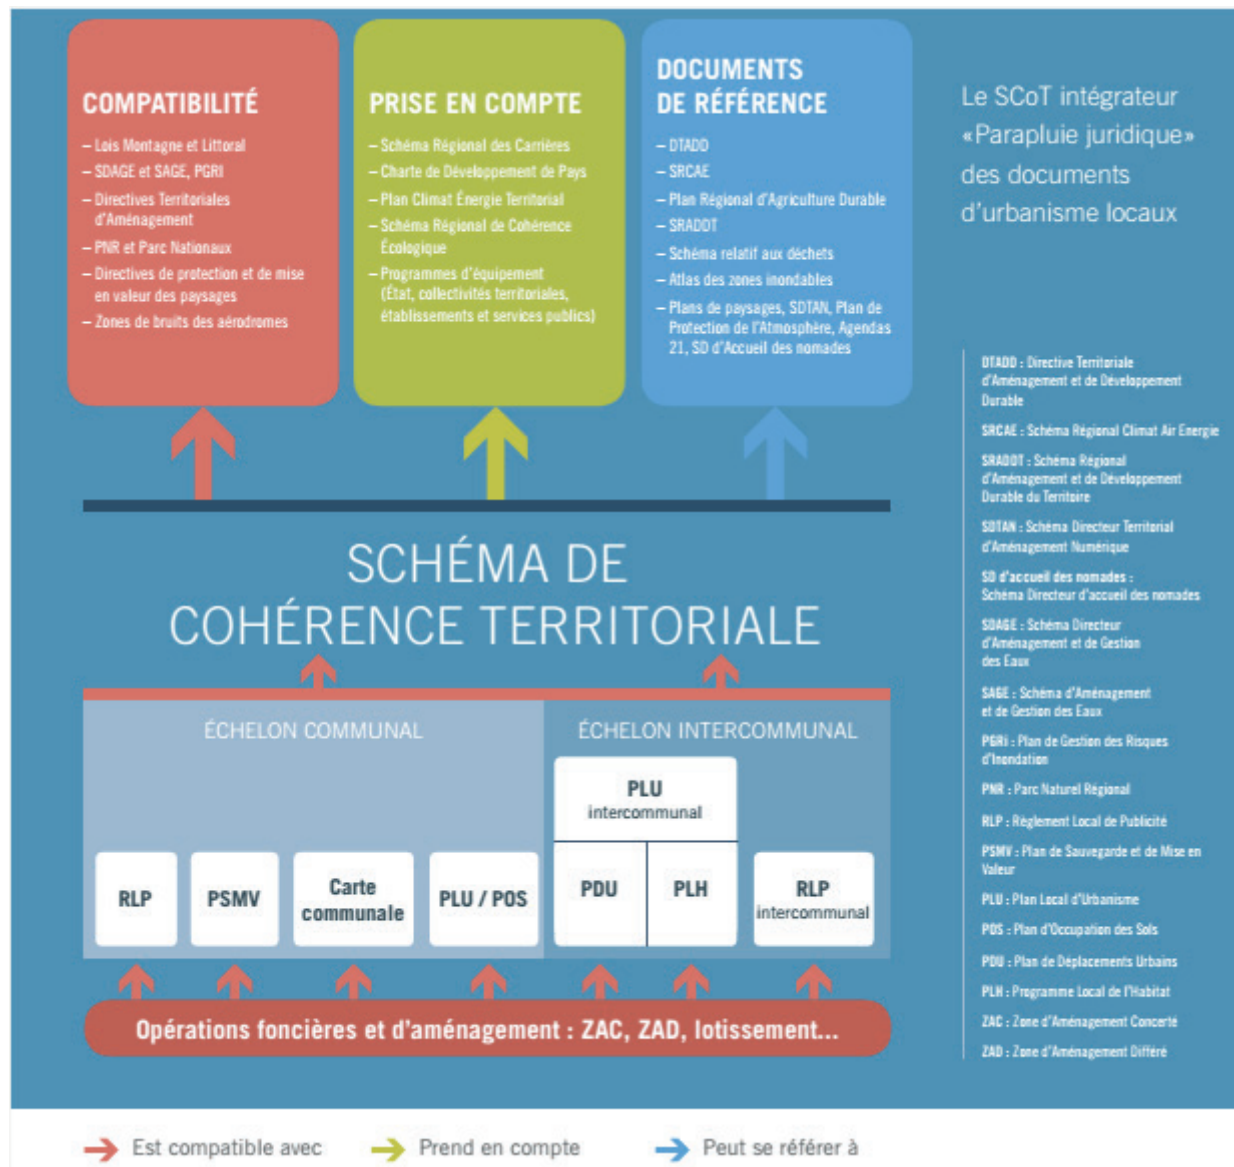 COMPATIBILITÉ
– Lois Montagne et Littoral
– SDAGE et SAGE, PGRI
– Directives Territoriales
d'Aménagement
– PNR et Parc Nationaux
– Directives de protection et de mise
en valeur des paysages
– Zones de bruits des aérodromes
PRISE EN COMPTE
– Schéma Régional des Carrières
– Charte de Développement de Pays
– Plan Climat Énergie Territorial
– Schéma Régional de Cohérence
Écologique
– Programmes d'équipement
(État, collectivités territoriales,
établissements et services publics)
DOCUMENTS
DE RÉFÉRENCE
– DTADD
– SRCAE
– Plan Régional d'Agriculture Durable
– SRADDT
– Schéma relatif aux déchets
– Atlas des zones inondables
– Plans de paysages, SDTAN, Plan de
Protection de l'Atmosphère, Agendas
21, SD d'Accueil des nomades
Le SCoT intégrateur
«Parapluie juridique»
des documents
d'urbanisme locaux
SCHÉMA DE
COHÉRENCE TERRITORIALE
ÉCHELON COMMUNAL
RLP
PSMV
Carte
communale
PLU / POS
ÉCHELON INTERCOMMUNAL
PLU
intercommunal
PDU
PLH
RLP
intercommunal
Opérations foncières et d'aménagement : ZAC, ZAD, lotissement...
DTADD : Directive Territoriale
d'Aménagement et de Développement
Durable
SRCAE : Schéma Régional Climat Air Energie
SRADDT : Schéma Régional
d'Aménagement et de Développement
Durable du Territoire
SDTAN : Schéma Directeur Territorial
d'Aménagement Numérique
SD d'accueil des nomades :
Schéma Directeur d'accueil des nomades
SDAGE : Schéma Directeur
d'Aménagement et de Gestion
des Eaux
SAGE : Schéma d'Aménagement
et de Gestion des Eaux
PGRi : Plan de Gestion des Risques
d'Inondation
PNR : Parc Naturel Régional
RLP : Règlement Local de Publicité
PSMV : Plan de Sauvegarde et de Mise en
Valeur
PLU : Plan Local d'Urbanisme
POS : Plan d'Occupation des Sols
PDU : Plan de Déplacements Urbains
PLH : Programme Local de l'Habitat
ZAC : Zone d'Aménagement Concerté
ZAD : Zone d'Aménagement Différé
Est compatible avec
Prend en compte
Peut se référer à